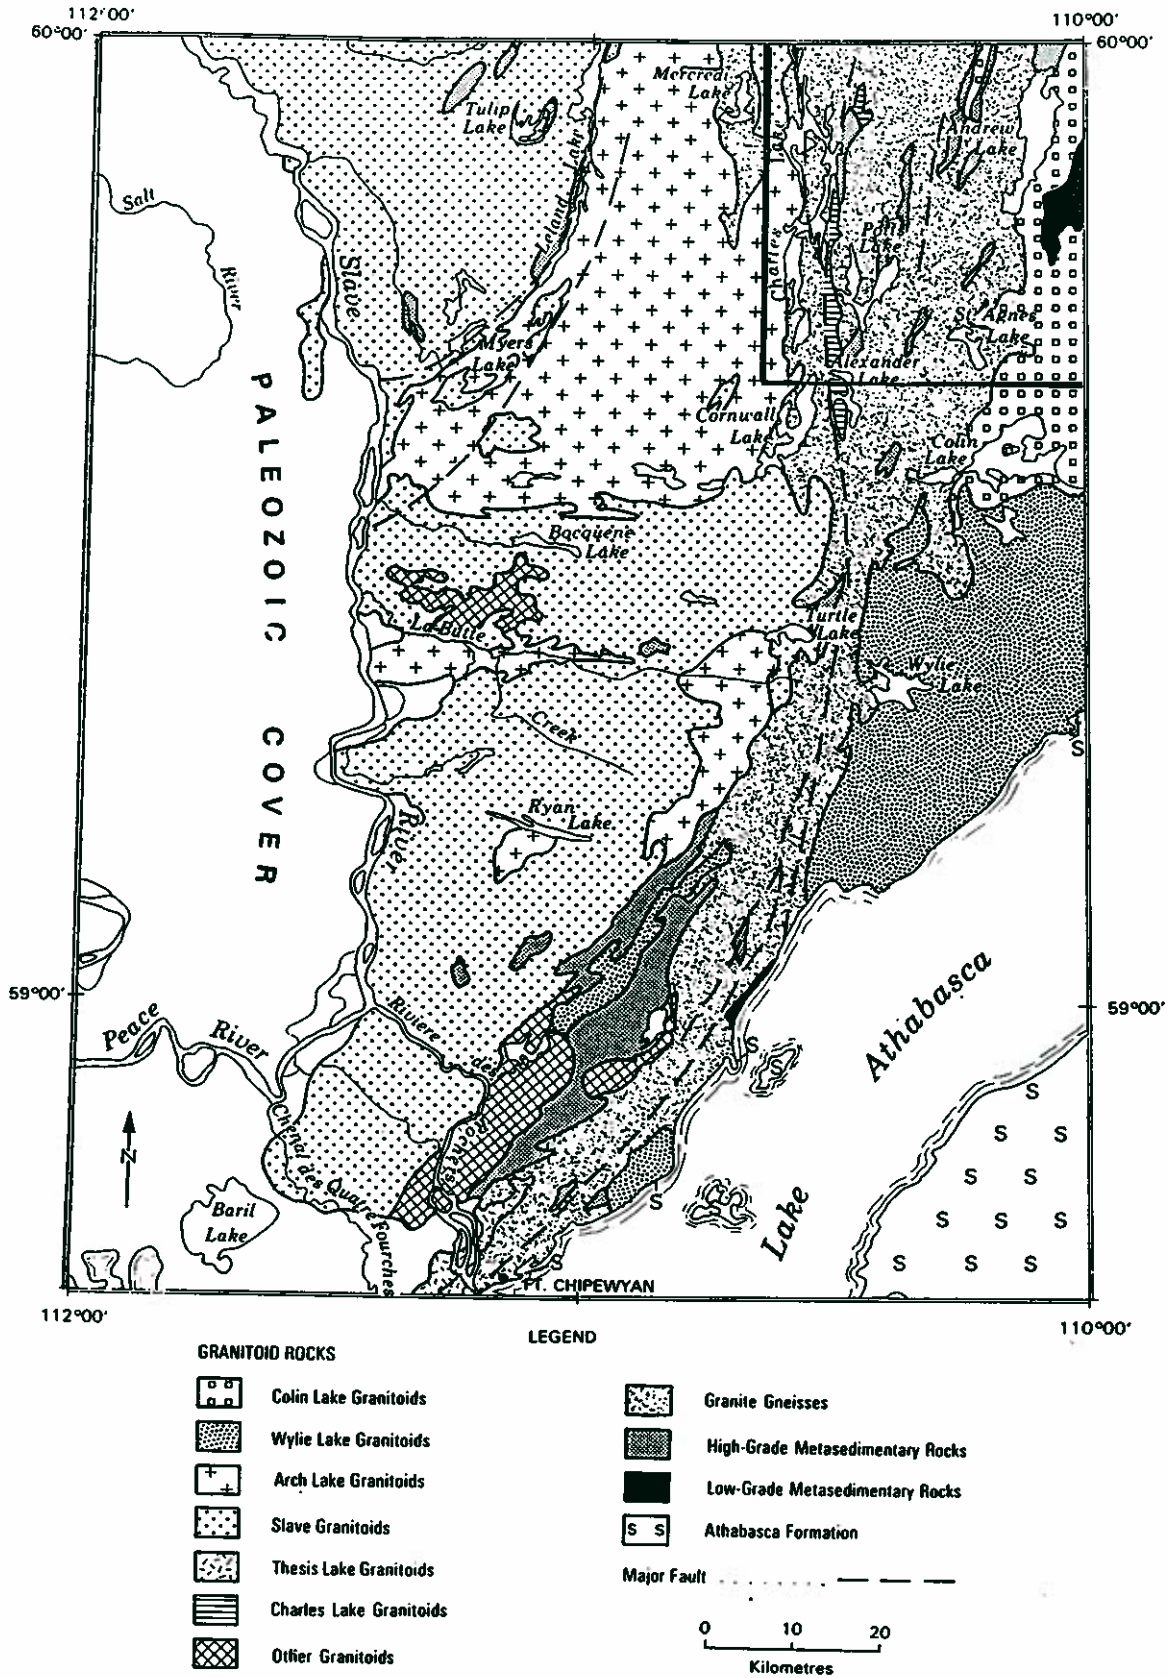 112°00'
110°00'
60°00'
60°00'
Mercredi
Lake
Tulip
Lake
Andrew
Lake
Leland Lake
Charles Lake
Salt
River
Slave
Potts
Lake
St. Agnes
Lake
Myers
Lake
Alexander
Lake
PALEOZOIC COVER
Cornwall
Lake
Colin
Lake
Bocquene
Lake
La Butte
Creek
Turtle
Lake
Wylie
Lake
S
Ryan
Lake
River
59°00'
59°00'
Peace River
Riviere des Rochers
Athabasca
Lake
S
S
S
S S
S S
S S S
S S S
S
S
Chenal des Quatre Fourches
Baril
Lake
N
FT. CHIPEWYAN
112°00'
110°00'
LEGEND
GRANITOID ROCKS
Colin Lake Granitoids
Wylie Lake Granitoids
Arch Lake Granitoids
Slave Granitoids
Thesis Lake Granitoids
Charles Lake Granitoids
Other Granitoids
Granite Gneisses
High-Grade Metasedimentary Rocks
Low-Grade Metasedimentary Rocks
S S Athabasca Formation
Major Fault
0 10 20
Kilometres